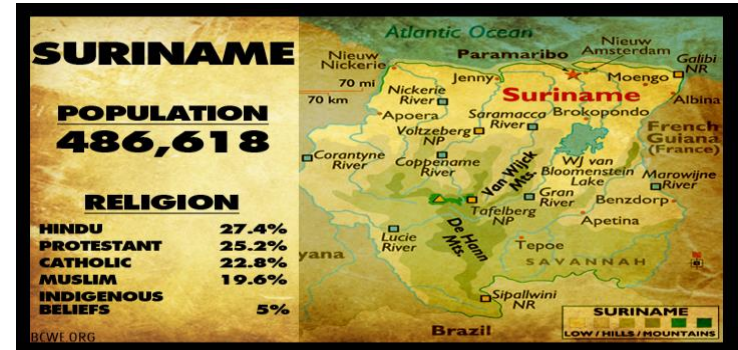 SURINAME
POPULATION
486,618
RELIGION
HINDU 27.4%
PROTESTANT 25.2%
CATHOLIC 22.8%
MUSLIM 19.6%
INDIGENOUS
BELIEFS 5%
BCWE.ORG
Atlantic Ocean
Nieuw
Nickerie
Paramaribo
Nieuw
Amsterdam
Galibi
NR
70 mi
70 km
Jenny
Moengo
Nickerie
River
Suriname
Albina
Apoera
Saramacca
River
Brokopondo
Voltzeberg
NP
French
Guiana
(France)
Corantyne
River
Coppename
River
Van Wijck
Mts.
WJ van
Bloomenstein
Lake
Marowijne
River
Gran
River
Benzdorp
Tafelberg
NP
Apetina
De Hann
Mts.
Lucie
River
Tepoe
yana
SAVANNAH
Sipallwini
NR
Brazil
SURINAME
LOW / HILLS / MOUNTAINS